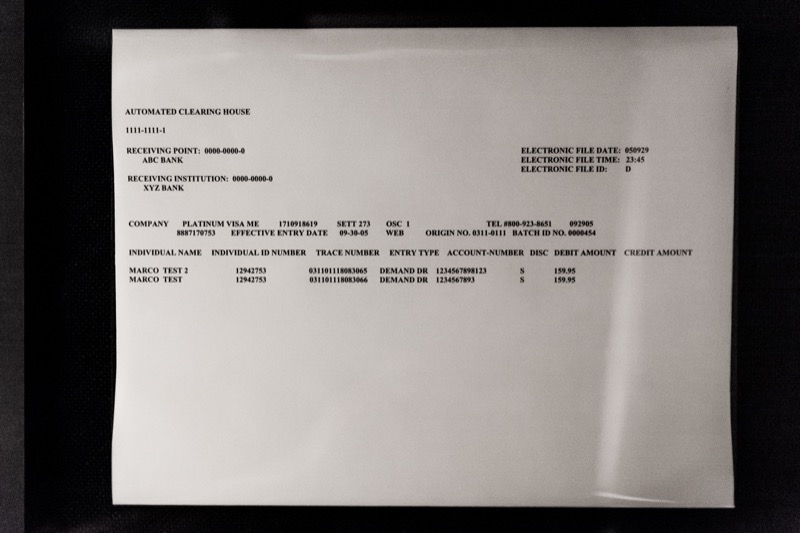 AUTOMATED CLEARING HOUSE
1111-1111-1
RECEIVING POINT: 0000-0000-0 ELECTRONIC FILE DATE: 050929
ABC BANK ELECTRONIC FILE TIME: 23:45
ELECTRONIC FILE ID: D
RECEIVING INSTITUTION: 0000-0000-0
XYZ BANK
COMPANY PLATINUM VISA ME 1710918619 SETT 273 OSC 1 TEL #800-923-8651 092905
8887170753 EFFECTIVE ENTRY DATE 09-30-05 WEB ORIGIN NO. 0311-0111 BATCH ID NO. 0000454
INDIVIDUAL NAME INDIVIDUAL ID NUMBER TRACE NUMBER ENTRY TYPE ACCOUNT-NUMBER DISC DEBIT AMOUNT CREDIT AMOUNT
MARCO TEST 2 12942753 031101118083065 DEMAND DR 1234567898123 S 159.95
MARCO TEST 12942753 031101118083066 DEMAND DR 1234567893 S 159.95